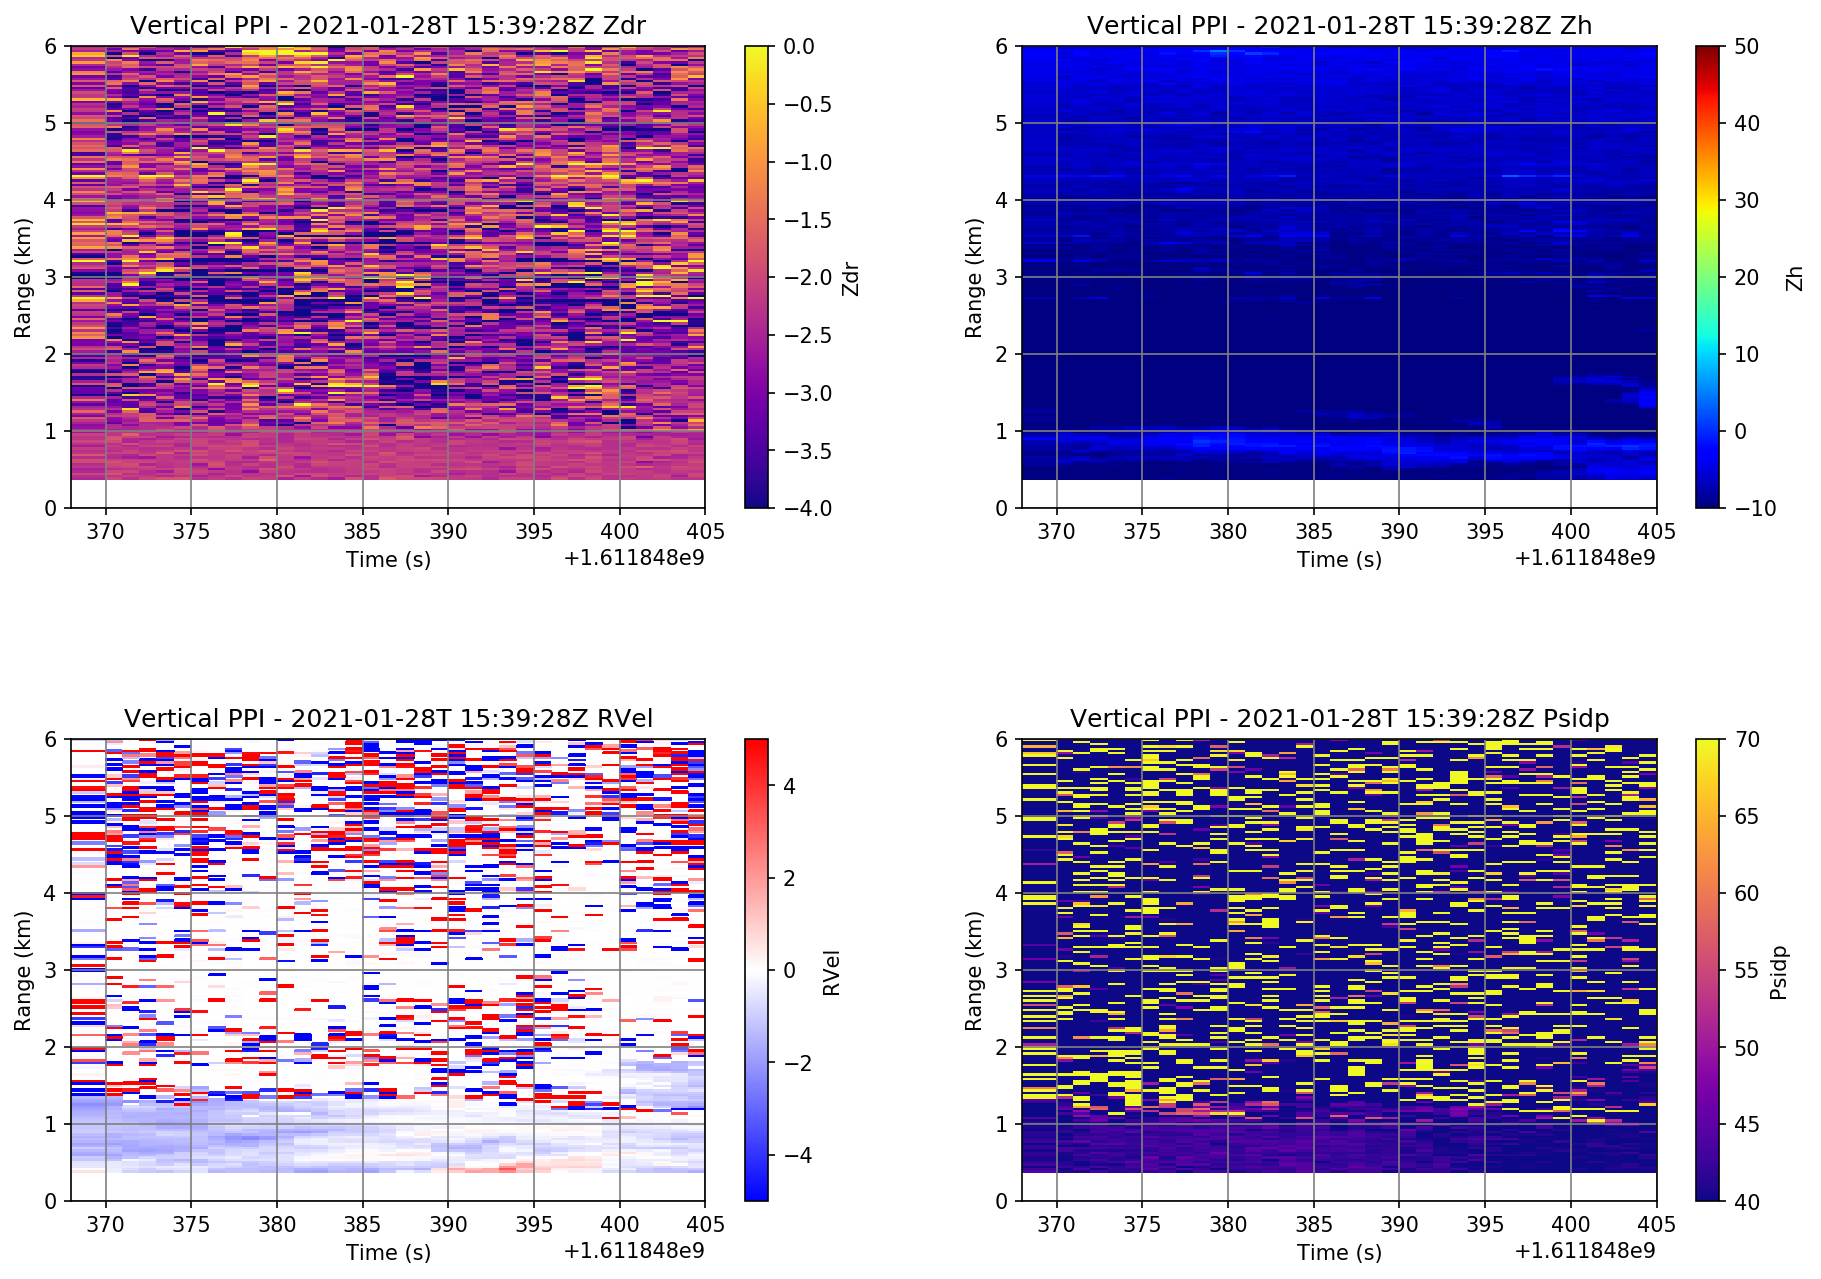 Vertical PPI - 2021-01-28T 15:39:28Z Zdr
6
5
4
3
2
1
0
Range (km)
370 375 380 385 390 395 400 405
Time (s)
+1.611848e9
0.0
−0.5
−1.0
−1.5
−2.0
−2.5
−3.0
−3.5
−4.0
Zdr
Vertical PPI - 2021-01-28T 15:39:28Z Zh
6
5
4
3
2
1
0
Range (km)
370 375 380 385 390 395 400 405
Time (s)
+1.611848e9
50
40
30
20
10
0
−10
Zh
Vertical PPI - 2021-01-28T 15:39:28Z RVel
6
5
4
3
2
1
0
Range (km)
370 375 380 385 390 395 400 405
Time (s)
+1.611848e9
4
2
0
−2
−4
RVel
Vertical PPI - 2021-01-28T 15:39:28Z Psidp
6
5
4
3
2
1
0
Range (km)
370 375 380 385 390 395 400 405
Time (s)
+1.611848e9
70
65
60
55
50
45
40
Psidp